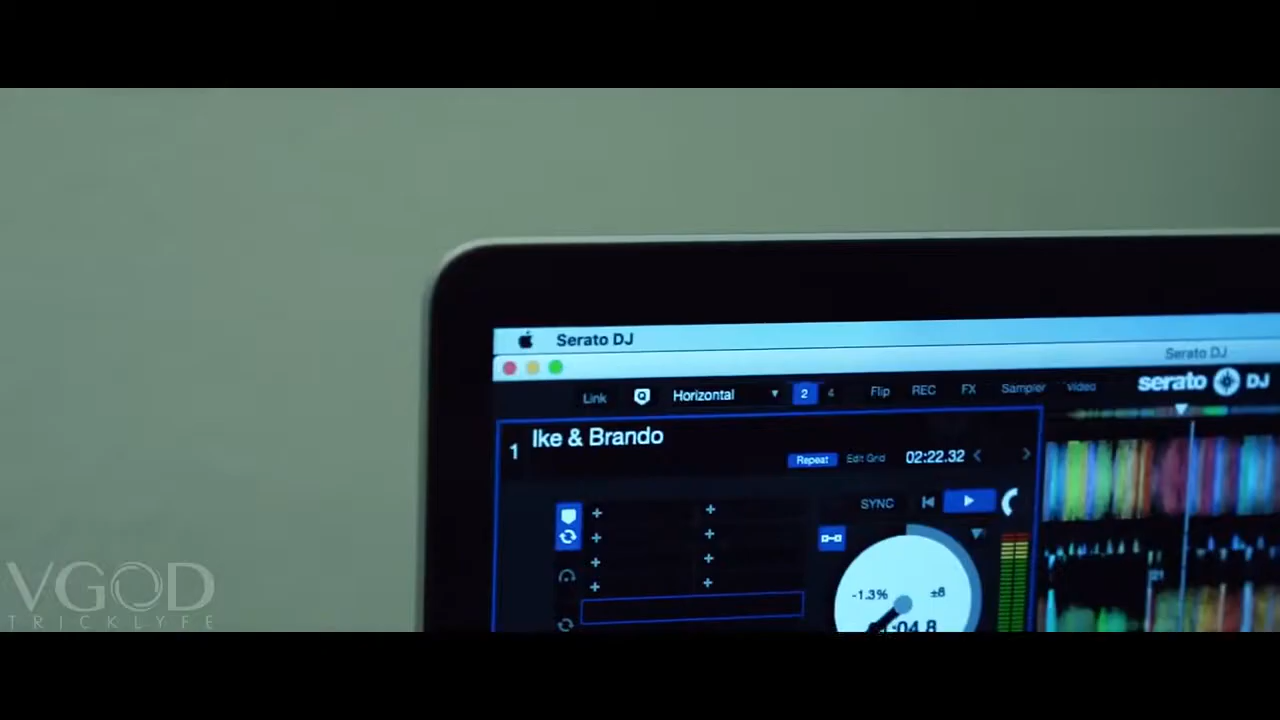 Serato DJ
Serato DJ
Link Horizontal 2 4 Flip REC FX Sampler Video serato DJ
1 Ike & Brando
Repeat Edit Grid 02:22.32
SYNC
-1.3% ±8
VGOD
TRICKLYFE